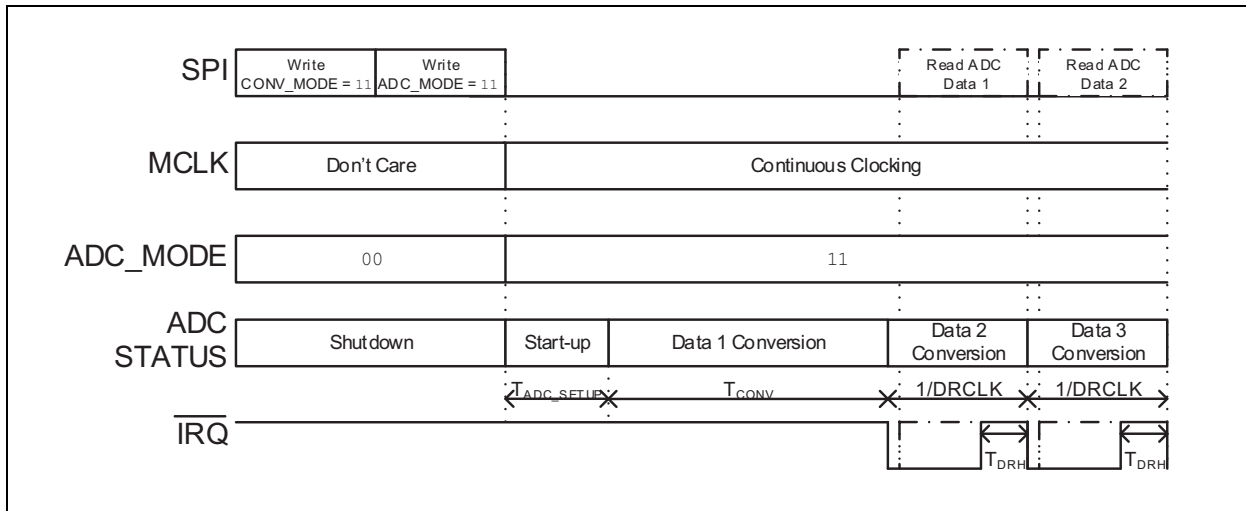 SPI
Write
CONV_MODE = 11
Write
ADC_MODE = 11
Read ADC
Data 1
Read ADC
Data 2
MCLK
Don't Care
Continuous Clocking
ADC_MODE
00
11
ADC
STATUS
Shutdown
Start-up
Data 1 Conversion
Data 2
Conversion
Data 3
Conversion
TADC_SETUP
TCONV
1/DRCLK
1/DRCLK
IRQ
TDRH
TDRH